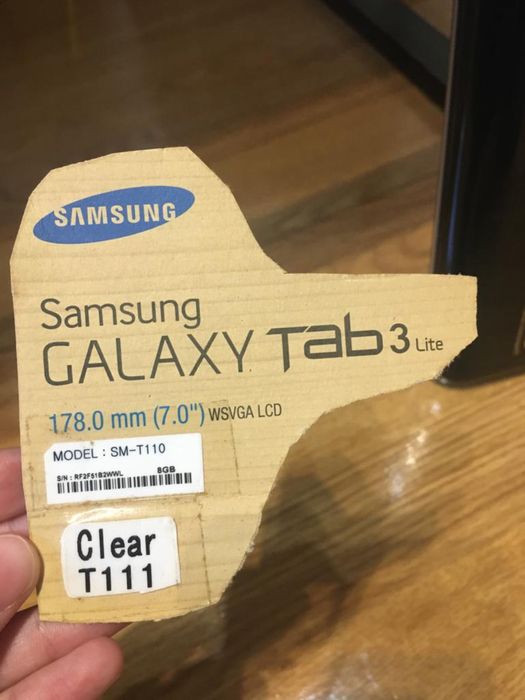 SAMSUNG
Samsung
GALAXY Tab 3 Lite
178.0 mm (7.0") WSVGA LCD
MODEL : SM-T110
8GB
S/N : RF2F51B2WWL
Clear
T111